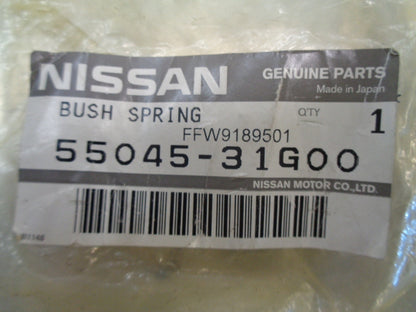 NISSAN
GENUINE PARTS
Made in Japan
BUSH SPRING
QTY
1
FFW9189501
55045-31G00
NISSAN MOTOR CO.,LTD.